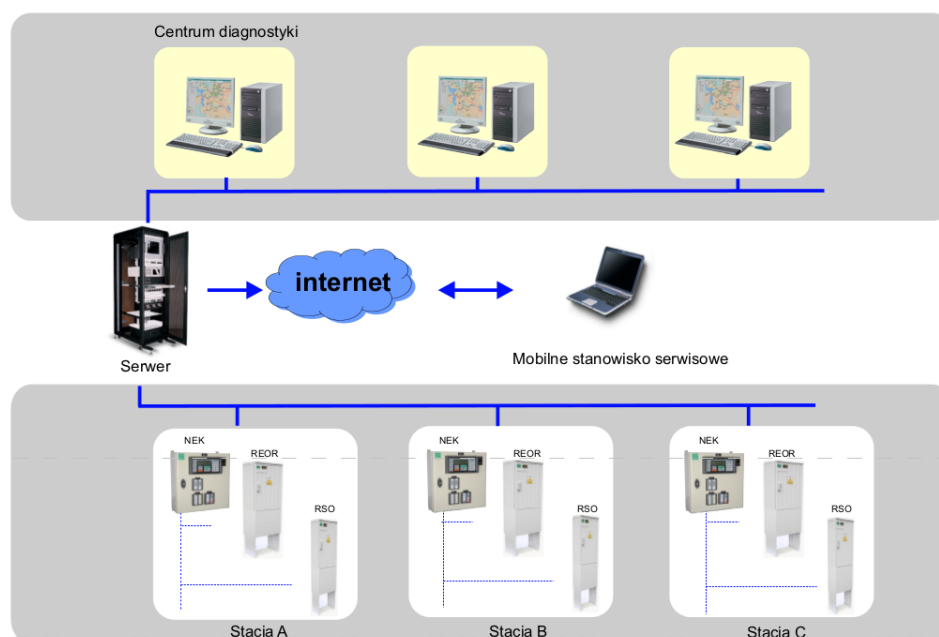 Centrum diagnostyki
internet
Serwer
Mobilne stanowisko serwisowe
NEK
REOR
RSO
NEK
REOR
RSO
NEK
REOR
RSO
Stacja A
Stacja B
Stacja C